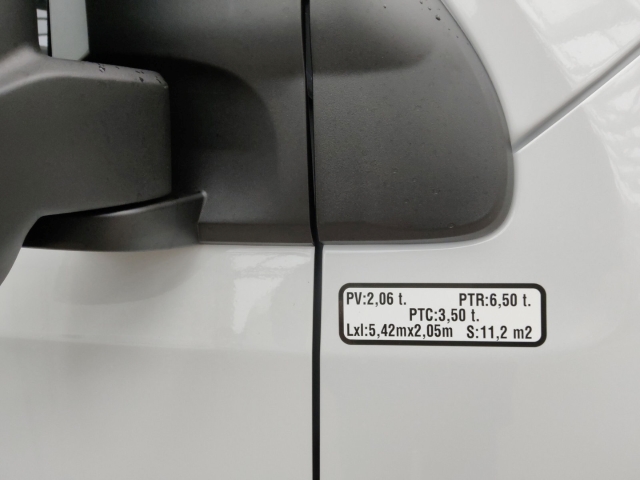 PV:2,06 t. PTR:6,50 t.
PTC:3,50 t.
Lxl:5,42mx2,05m S:11,2 m2